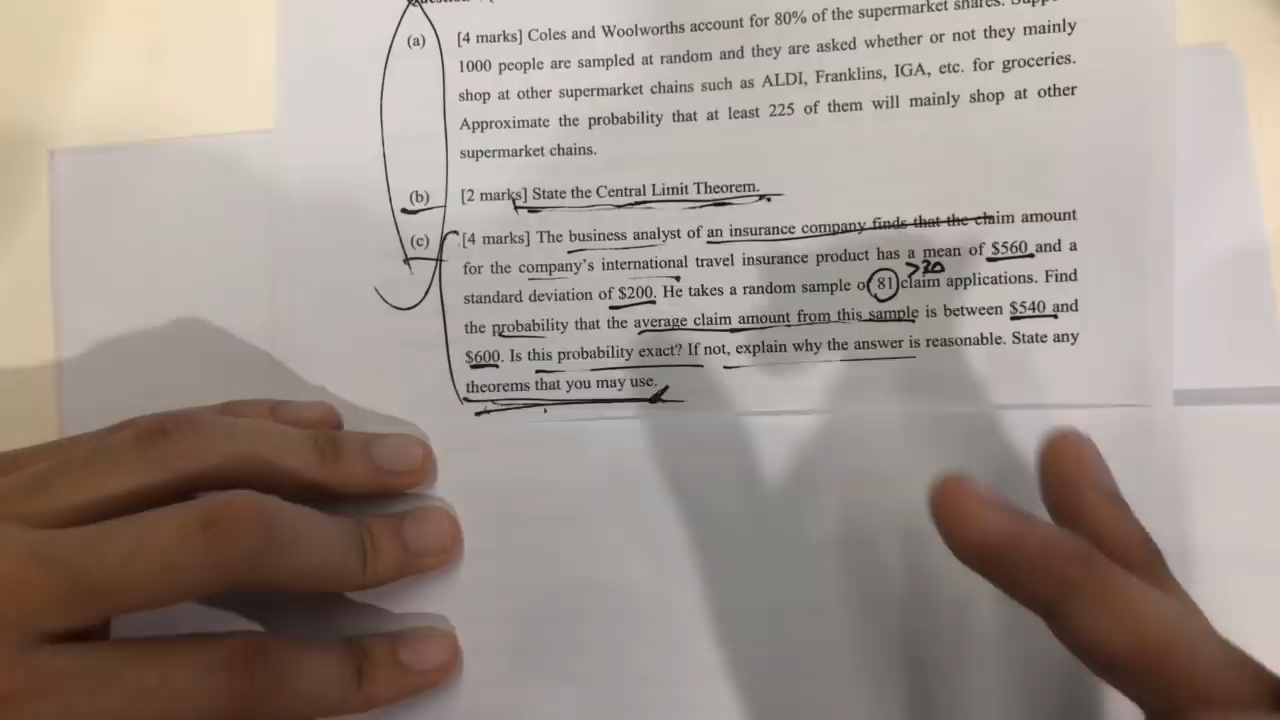 (a) [4 marks] Coles and Woolworths account for 80% of the supermarket shares.
1000 people are sampled at random and they are asked whether or not they mainly
shop at other supermarket chains such as ALDI, Franklins, IGA, etc. for groceries.
Approximate the probability that at least 225 of them will mainly shop at other
supermarket chains.
(b) [2 marks] State the Central Limit Theorem.
(c) [4 marks] The business analyst of an insurance company finds that the claim amount
for the company's international travel insurance product has a mean of $560 and a
>20
standard deviation of $200. He takes a random sample of 81 claim applications. Find
the probability that the average claim amount from this sample is between $540 and
$600. Is this probability exact? If not, explain why the answer is reasonable. State any
theorems that you may use.